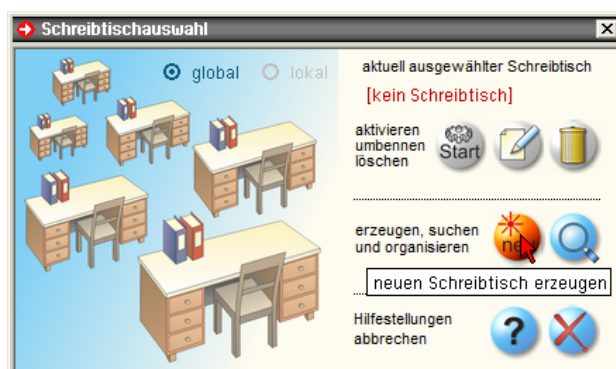 Schreibtischauswahl
global lokal
aktuell ausgewählter Schreibtisch
[kein Schreibtisch]
aktivieren
umbennen
löschen
Start
erzeugen, suchen
und organisieren
neu
neuen Schreibtisch erzeugen
Hilfestellungen
abbrechen
?